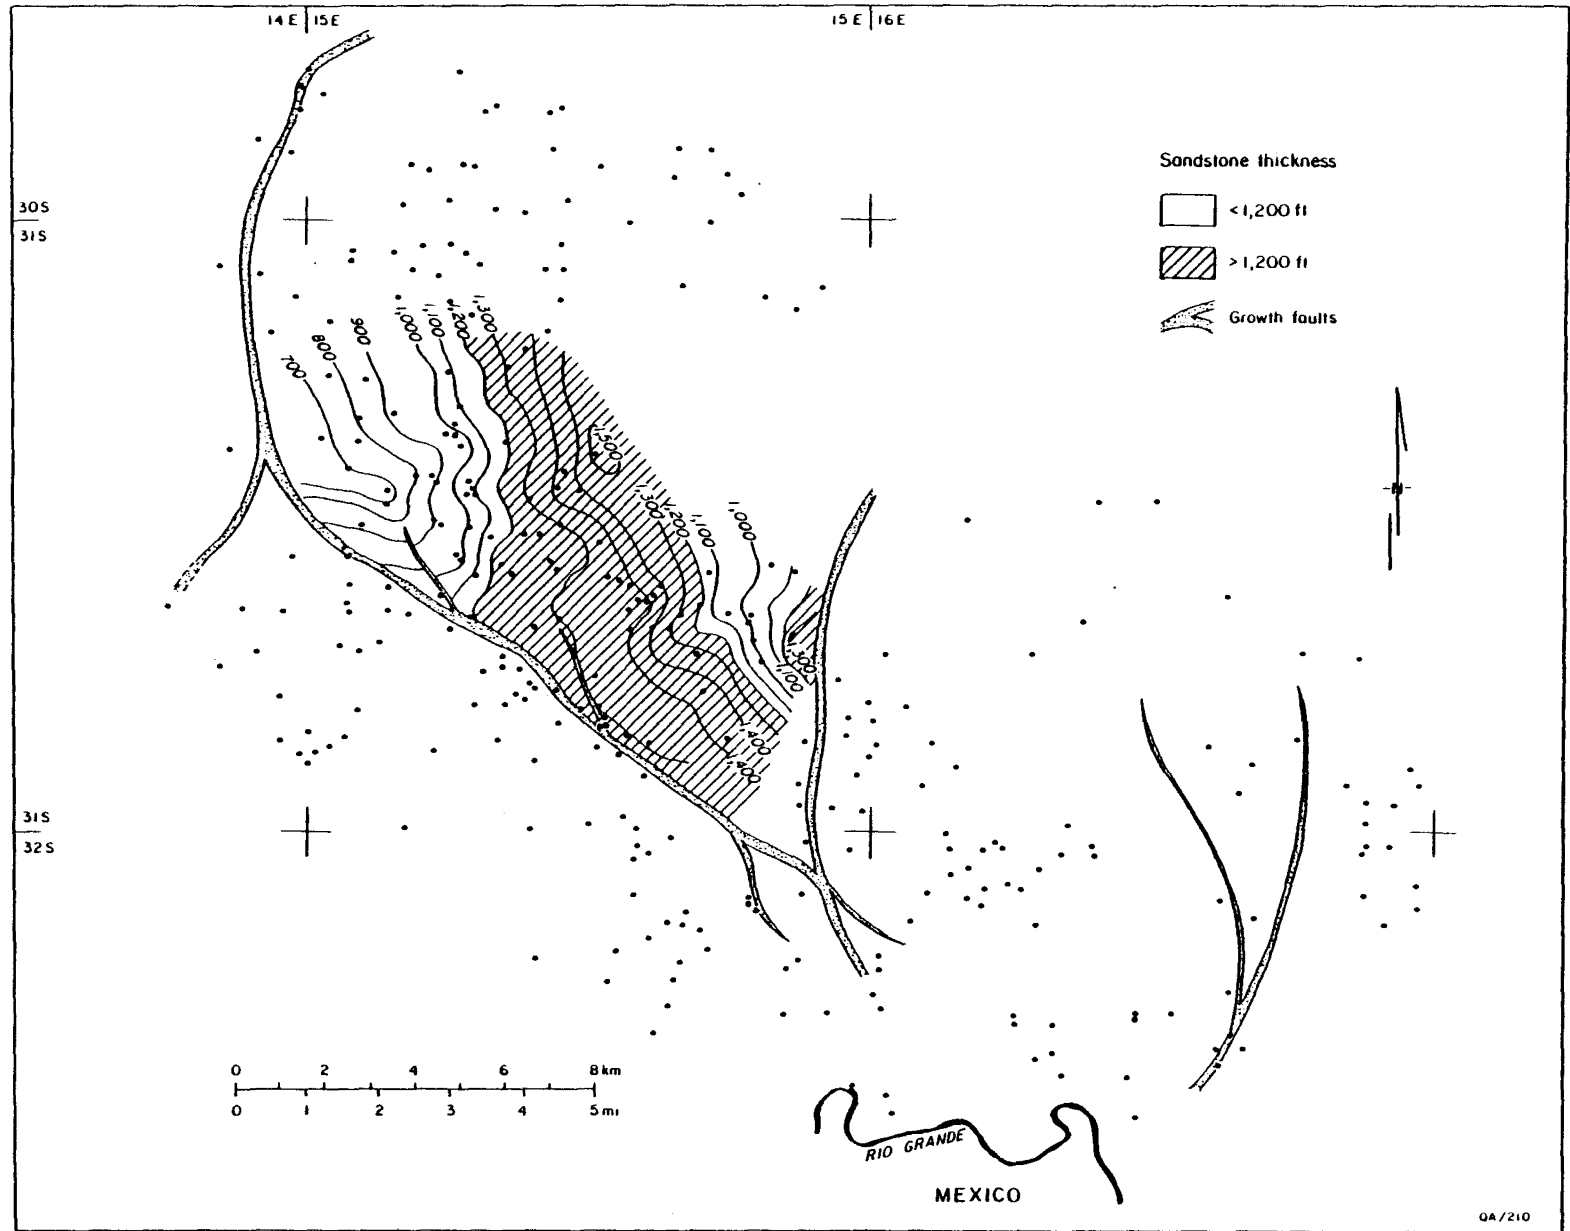 14 E 15 E
15 E 16 E
Sandstone thickness
<1,200 ft
>1,200 ft
Growth faults
30 S
31 S
700
800
900
1,000
1,100
1,200
1,300
1,500
1,300
1,200
1,100
1,000
N
1,300
1,100
1,400
1,400
31 S
32 S
0 2 4 6 8 km
0 1 2 3 4 5 mi
RIO GRANDE
MEXICO
QA/210